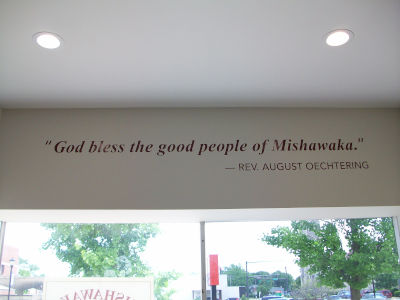 "God bless the good people of Mishawaka."
— REV. AUGUST OECHTERING